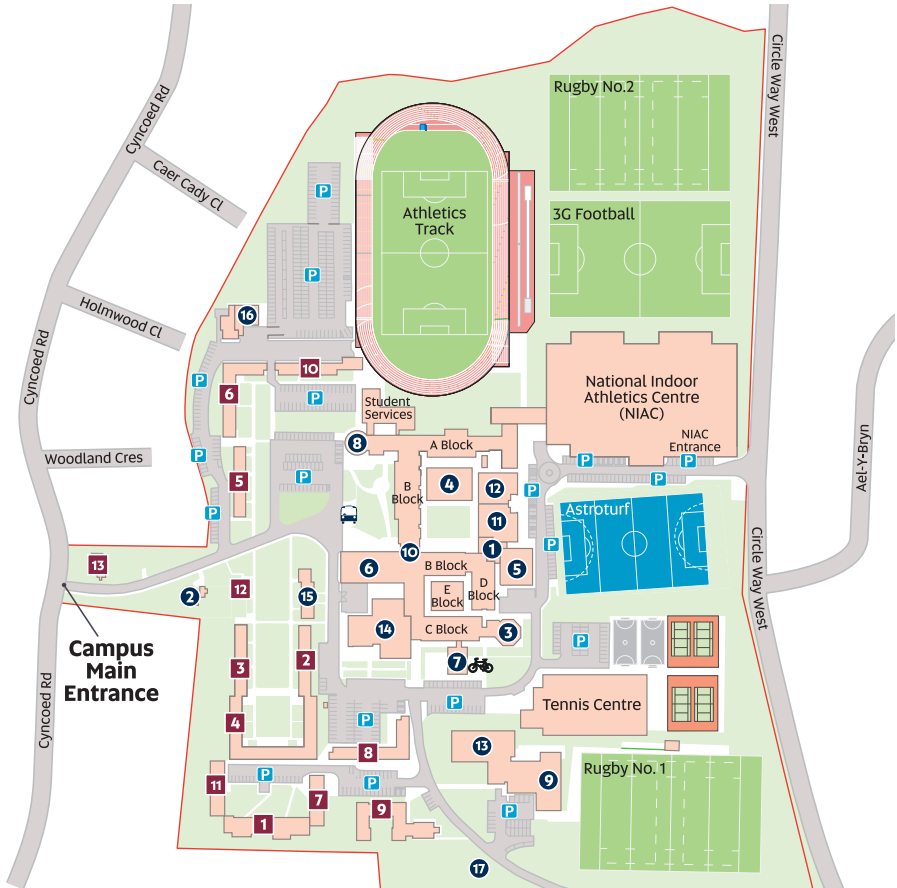 Cyncoed Rd
Circle Way West
Rugby No.2
Caer Cady Cl
P
Athletics
Track
3G Football
P
Holmwood Cl
16
Cyncoed Rd
10
P
6
P
National Indoor
Athletics Centre
(NIAC)
Student
Services
8
A Block
NIAC
Entrance
Woodland Cres
P
P
P
P
Ael-Y-Bryn
5
P
B
Block
4
12
P
P
11
Astroturf
P
10
1
Circle Way West
13
6
B Block
5
2
12
15
E
Block
D
Block
14
C Block
3
P
Campus
Main
Entrance
3
2
7
Cyncoed Rd
P
Tennis Centre
4
P
8
13
Rugby No. 1
11
P
P
9
7
9
P
1
17